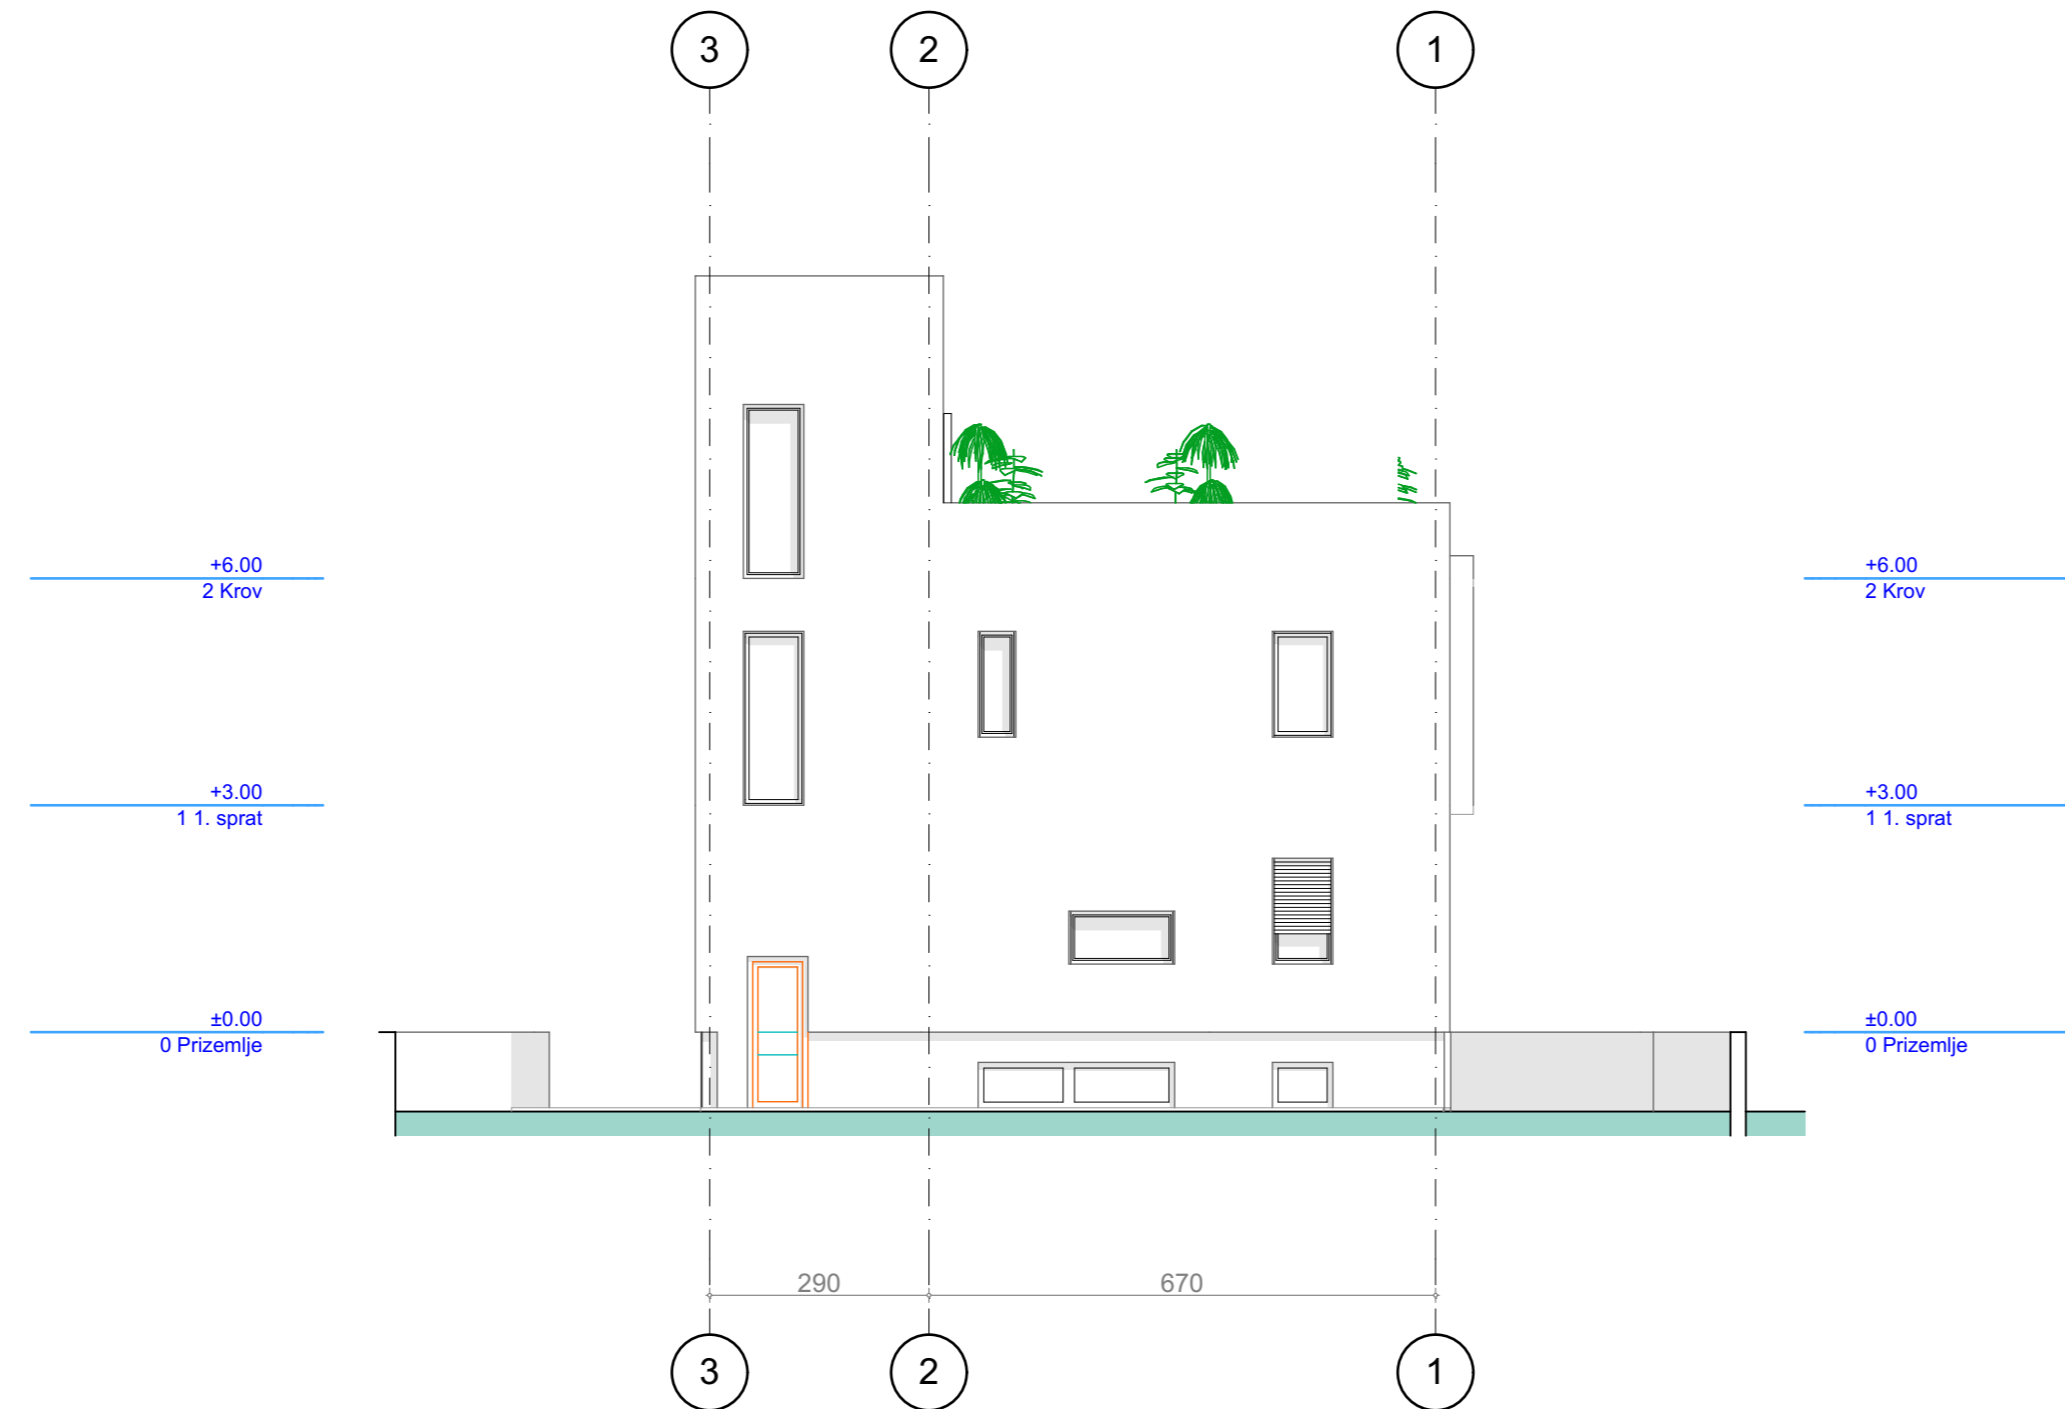 3 2 1
+6.00 +6.00
2 Krov 2 Krov
+3.00 +3.00
1 1. sprat 1 1. sprat
±0.00 ±0.00
0 Prizemlje 0 Prizemlje
290 670
3 2 1